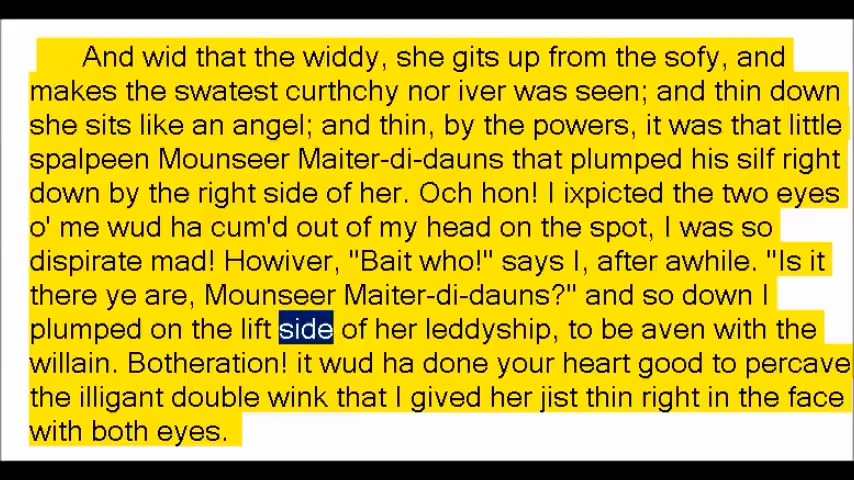 And wid that the widdy, she gits up from the sofy, and
makes the swatest curthchy nor iver was seen; and thin down
she sits like an angel; and thin, by the powers, it was that little
spalpeen Mounseer Maiter-di-dauns that plumped his silf right
down by the right side of her. Och hon! I ixpicted the two eyes
o' me wud ha cum'd out of my head on the spot, I was so
dispirate mad! Howiver, "Bait who!" says I, after awhile. "Is it
there ye are, Mounseer Maiter-di-dauns?" and so down I
plumped on the lift side of her leddyship, to be aven with the
willain. Botheration! it wud ha done your heart good to percave
the illigant double wink that I gived her jist thin right in the face
with both eyes.